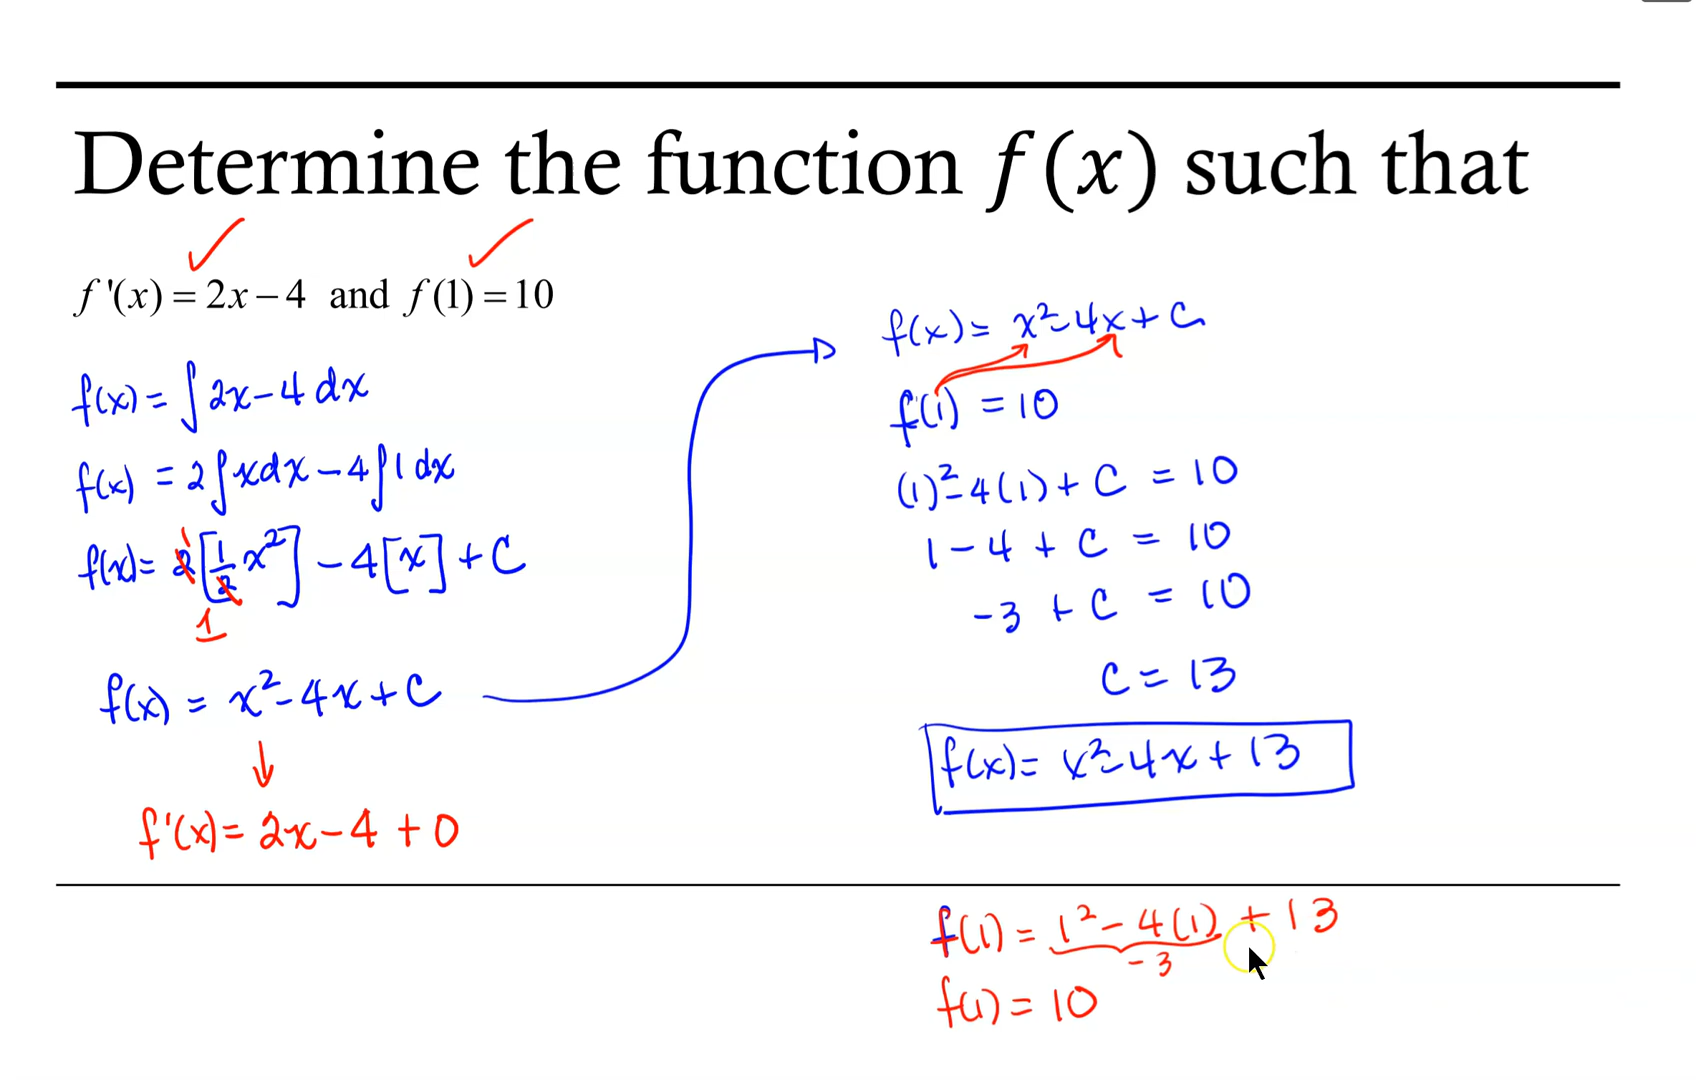 Determine the function f(x) such that
f'(x) = 2x − 4 and f(1) = 10
f(x) = ∫ 2x − 4 dx
f(x) = 2∫x dx − 4∫1 dx
f(x) = 2[1/2 x²] − 4[x] + C
1
1
f(x) = x² − 4x + C
f'(x) = 2x − 4 + 0
f(x) = x² − 4x + C
f(1) = 10
(1)² − 4(1) + C = 10
1 − 4 + C = 10
−3 + C = 10
C = 13
f(x) = x² − 4x + 13
f(1) = 1² − 4(1) + 13
−3
f(1) = 10